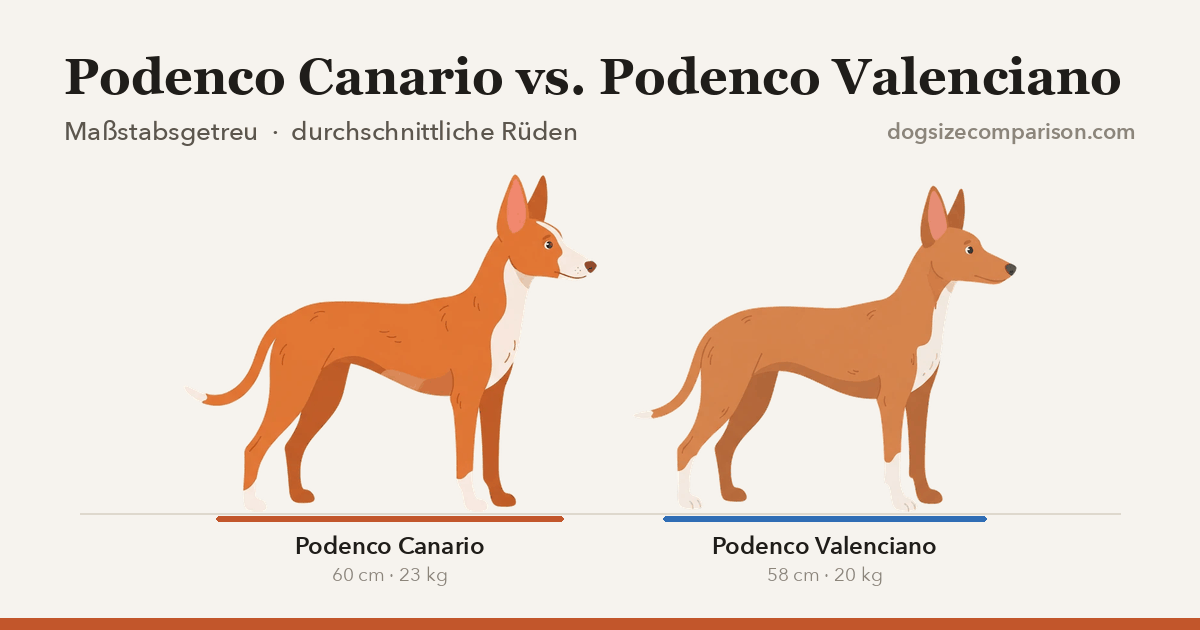 Podenco Canario vs. Podenco Valenciano
Maßstabsgetreu · durchschnittliche Rüden
dogsizecomparison.com
Podenco Canario
60 cm · 23 kg
Podenco Valenciano
58 cm · 20 kg